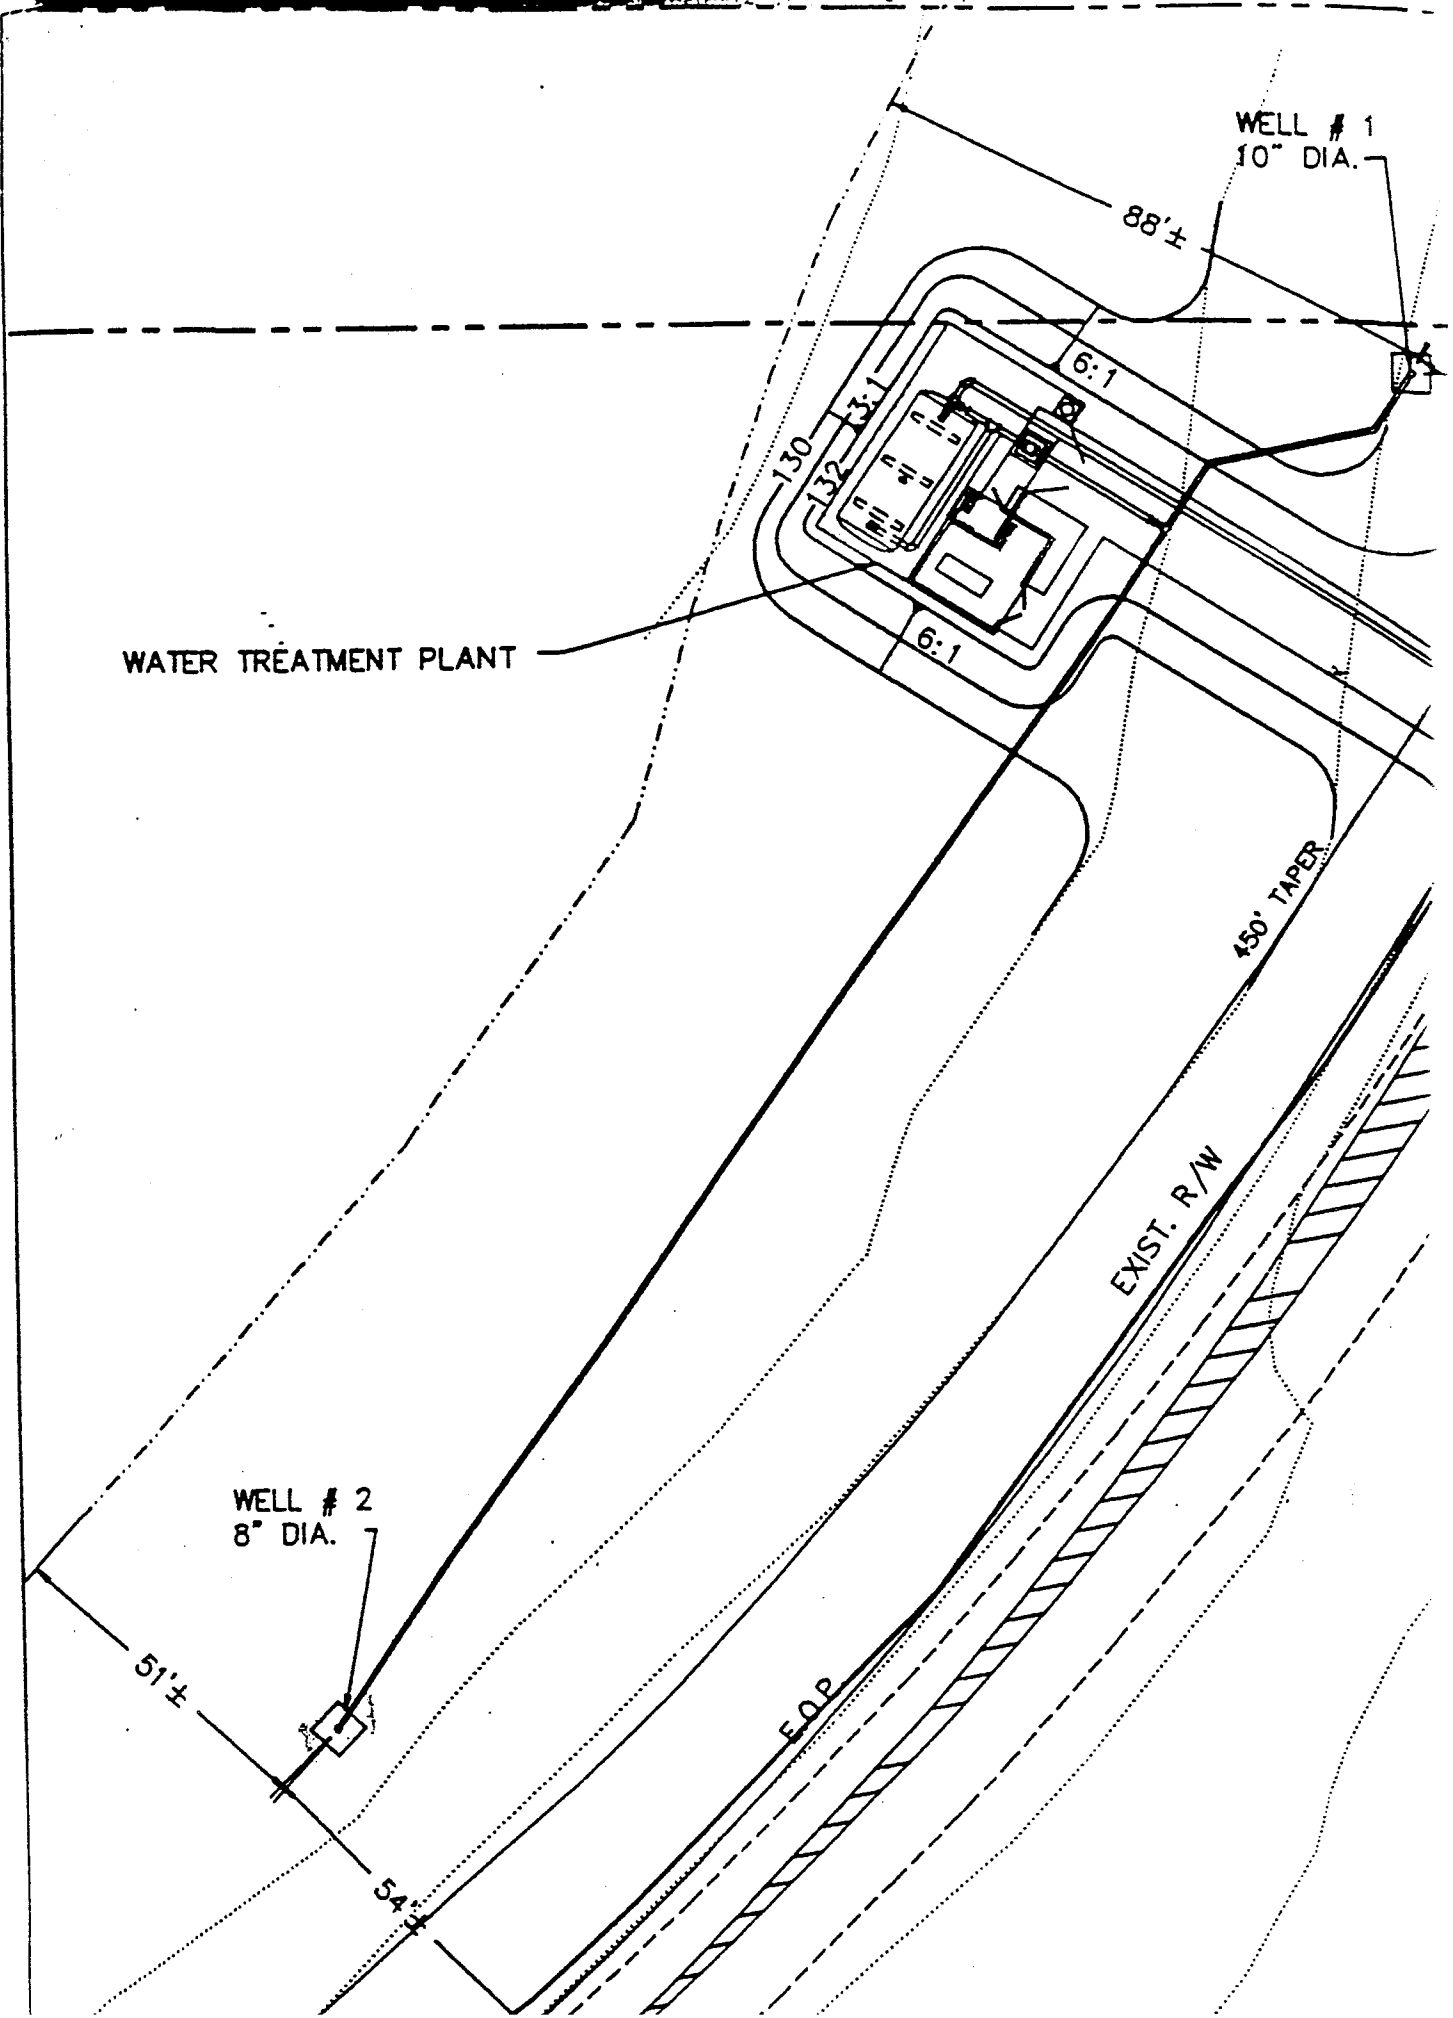 WELL # 1
10" DIA.
88'±
6:1
3:1
130
132
6:1
WATER TREATMENT PLANT
450' TAPER
EXIST. R/W
WELL # 2
8" DIA.
51'±
E.O.P.
54'±